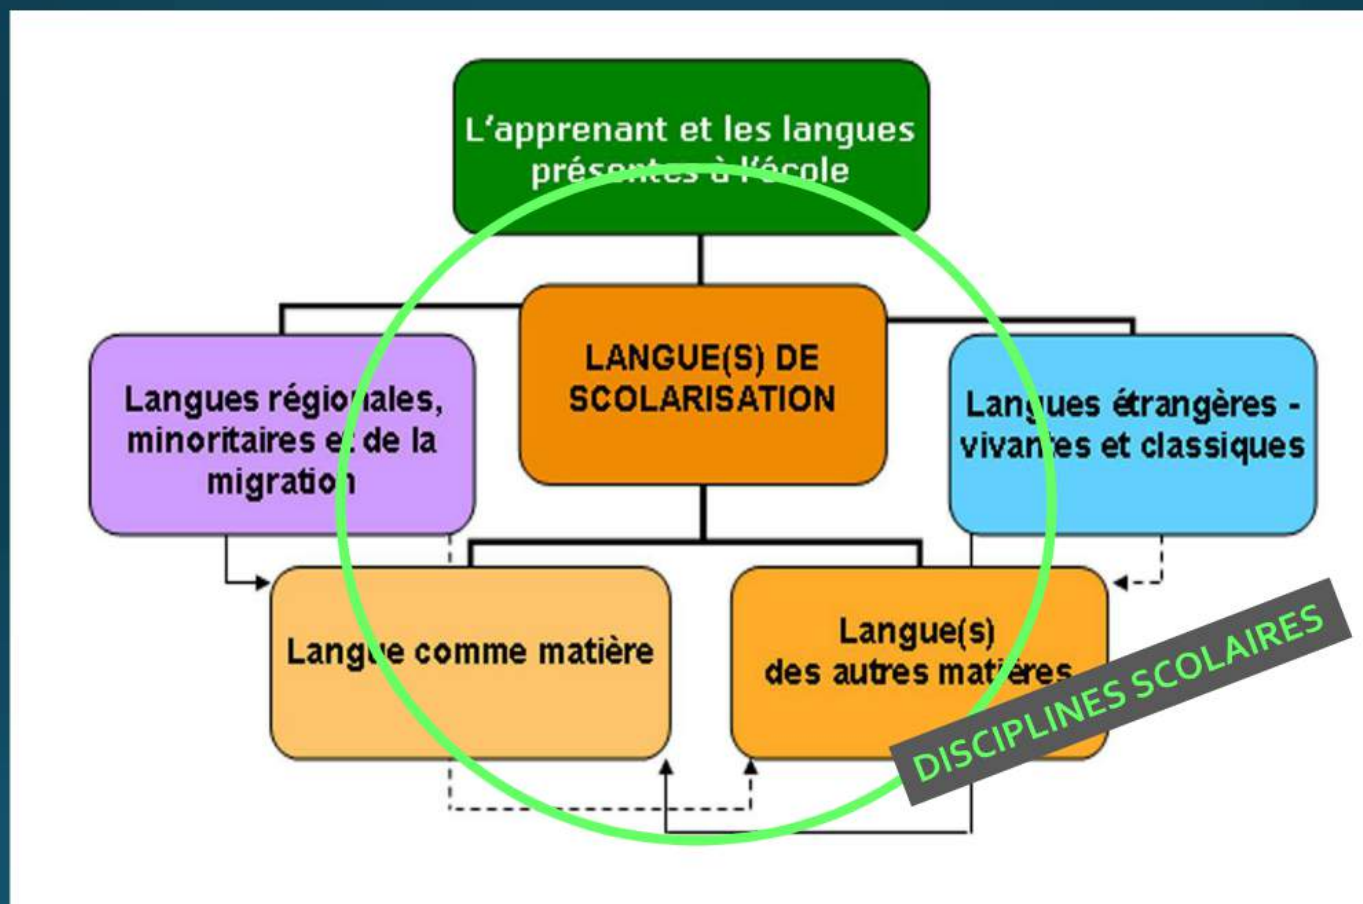 L'apprenant et les langues
présentes à l'école
LANGUE(S) DE
SCOLARISATION
Langues régionales,
minoritaires et de la
migration
Langues étrangères -
vivantes et classiques
Langue comme matière
Langue(s)
des autres matières
DISCIPLINES SCOLAIRES